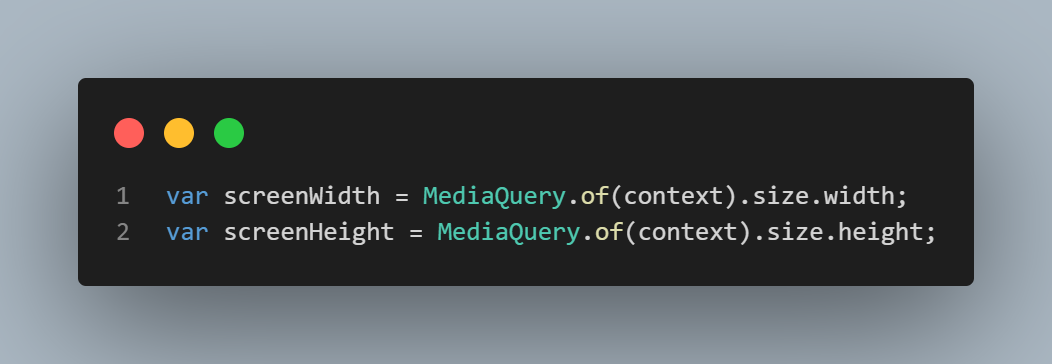 1 var screenWidth = MediaQuery.of(context).size.width;
2 var screenHeight = MediaQuery.of(context).size.height;